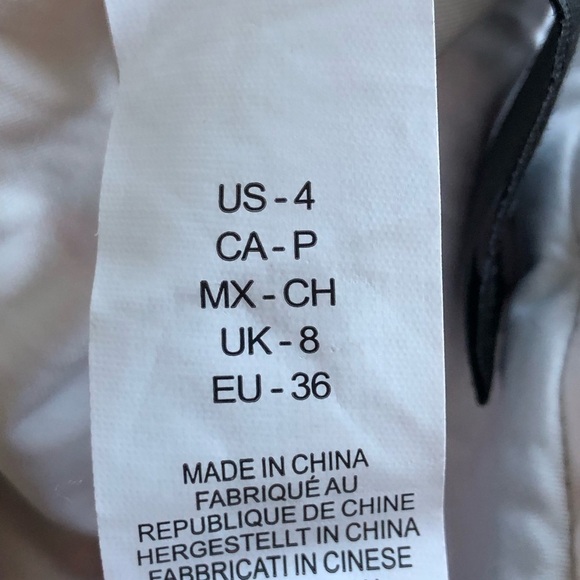 US - 4
CA - P
MX - CH
UK - 8
EU - 36
MADE IN CHINA
FABRIQUÉ AU
REPUBLIQUE DE CHINE
HERGESTELLT IN CHINA
FABBRICATI IN CINESE